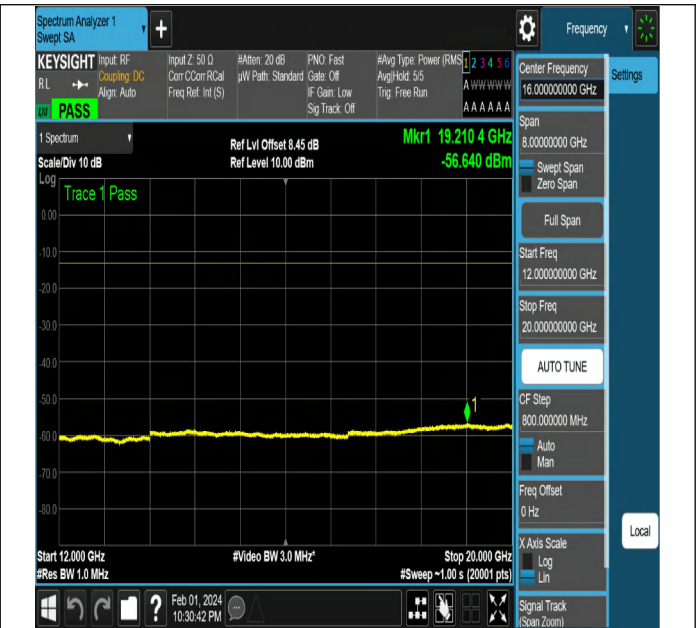 Spectrum Analyzer 1
Swept SA
+
Frequency
KEYSIGHT
RL
LXI
PASS
Input: RF
Coupling: DC
Align: Auto
Input Z: 50 Ω
Corr CCorr RCal
Freq Ref: Int (S)
#Atten: 20 dB
µW Path: Standard
PNO: Fast
Gate: Off
IF Gain: Low
Sig Track: Off
#Avg Type: Power (RMS
Avg|Hold: 5/5
Trig: Free Run
1 2 3 4 5 6
A W W W W W
A A A A A A
1 Spectrum
Scale/Div 10 dB
Ref Lvl Offset 8.45 dB
Ref Level 10.00 dBm
Mkr1 19.210 4 GHz
-56.640 dBm
Log
Trace 1 Pass
0.00
-10.0
-20.0
-30.0
-40.0
-50.0
-60.0
-70.0
-80.0
1
Start 12.000 GHz
#Res BW 1.0 MHz
#Video BW 3.0 MHz*
Stop 20.000 GHz
#Sweep ~1.00 s (20001 pts)
?
Feb 01, 2024
10:30:42 PM
Center Frequency
16.000000000 GHz
Settings
Span
8.00000000 GHz
Swept Span
Zero Span
Full Span
Start Freq
12.000000000 GHz
Stop Freq
20.000000000 GHz
AUTO TUNE
CF Step
800.000000 MHz
Auto
Man
Freq Offset
0 Hz
X Axis Scale
Log
Lin
Local
Signal Track
(Span Zoom)